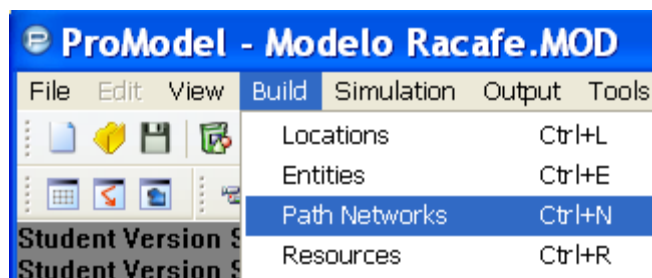 ProModel - Modelo Racafe.MOD
File Edit View Build Simulation Output Tools
Locations Ctrl+L
Entities Ctrl+E
Path Networks Ctrl+N
Resources Ctrl+R
Student Version S
Student Version S